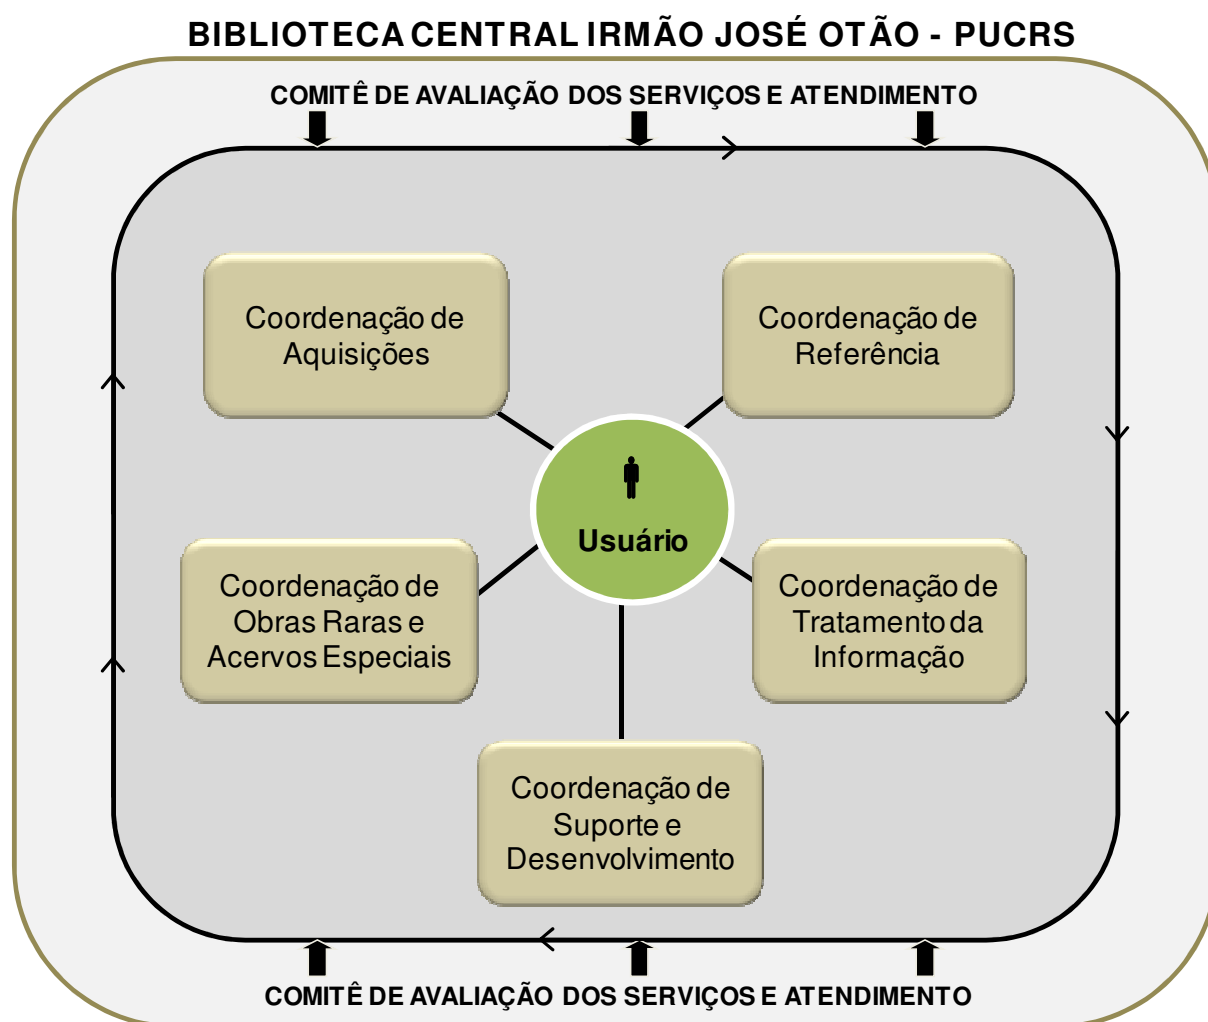 BIBLIOTECA CENTRAL IRMÃO JOSÉ OTÃO - PUCRS
COMITÊ DE AVALIAÇÃO DOS SERVIÇOS E ATENDIMENTO
Coordenação de
Aquisições
Coordenação de
Referência
Usuário
Coordenação de
Obras Raras e
Acervos Especiais
Coordenação de
Tratamento da
Informação
Coordenação de
Suporte e
Desenvolvimento
COMITÊ DE AVALIAÇÃO DOS SERVIÇOS E ATENDIMENTO